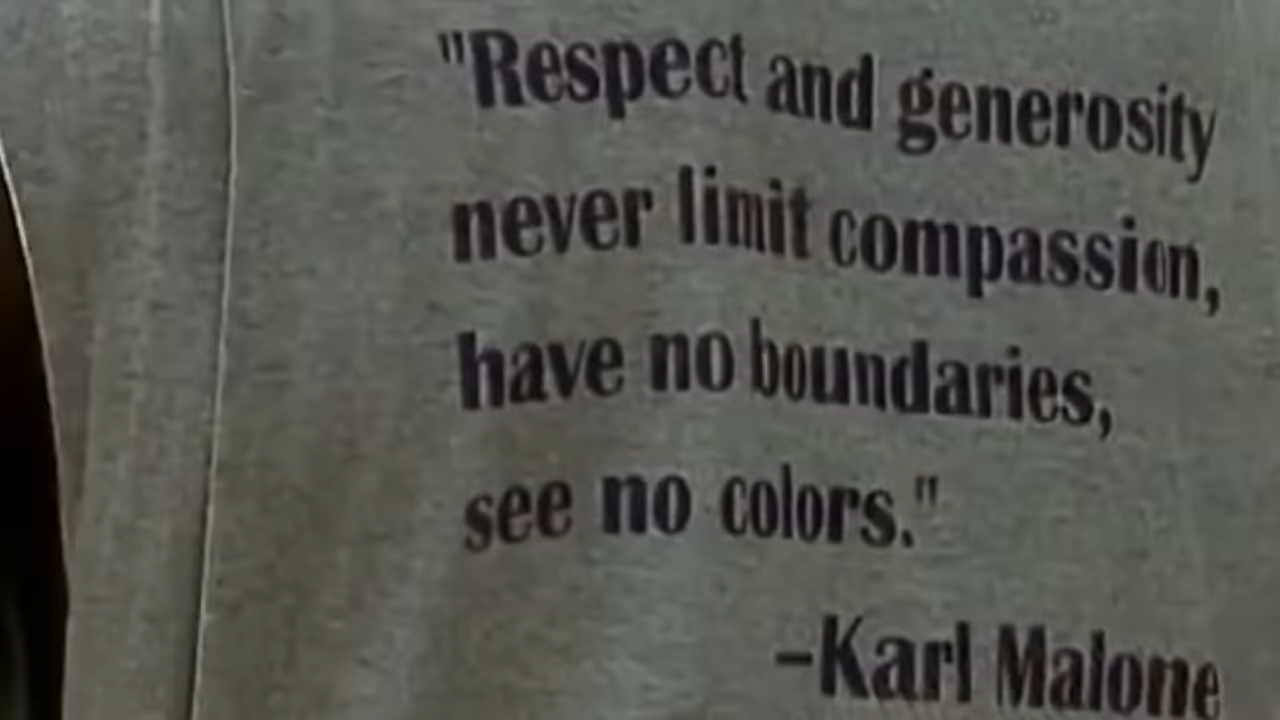 "Respect and generosity
never limit compassion,
have no boundaries,
see no colors."
–Karl Malone